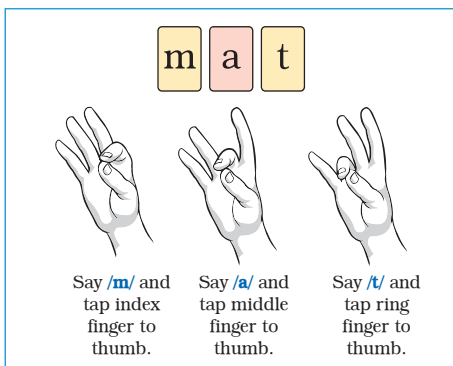 m a t
Say /m/ and
tap index
finger to
thumb.
Say /a/ and
tap middle
finger to
thumb.
Say /t/ and
tap ring
finger to
thumb.